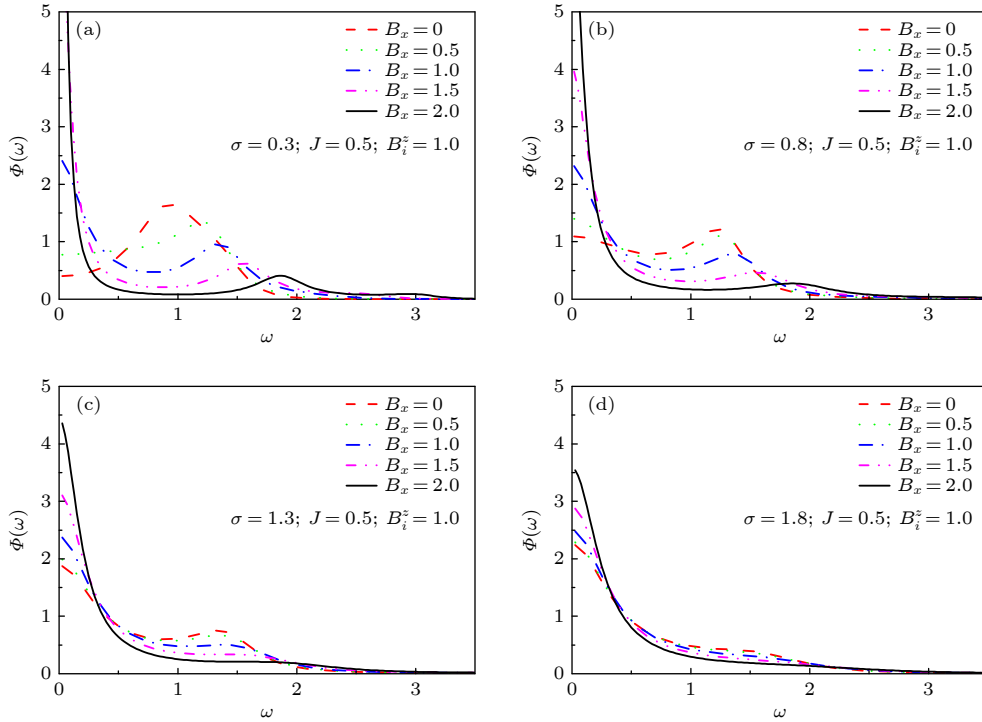 (a)
B_x = 0
B_x = 0.5
B_x = 1.0
B_x = 1.5
B_x = 2.0
σ = 0.3; J = 0.5; B_i^z = 1.0
Φ(ω)
5
4
3
2
1
0
0 1 2 3
ω
(b)
B_x = 0
B_x = 0.5
B_x = 1.0
B_x = 1.5
B_x = 2.0
σ = 0.8; J = 0.5; B_i^z = 1.0
Φ(ω)
5
4
3
2
1
0
0 1 2 3
ω
(c)
B_x = 0
B_x = 0.5
B_x = 1.0
B_x = 1.5
B_x = 2.0
σ = 1.3; J = 0.5; B_i^z = 1.0
Φ(ω)
5
4
3
2
1
0
0 1 2 3
ω
(d)
B_x = 0
B_x = 0.5
B_x = 1.0
B_x = 1.5
B_x = 2.0
σ = 1.8; J = 0.5; B_i^z = 1.0
Φ(ω)
5
4
3
2
1
0
0 1 2 3
ω